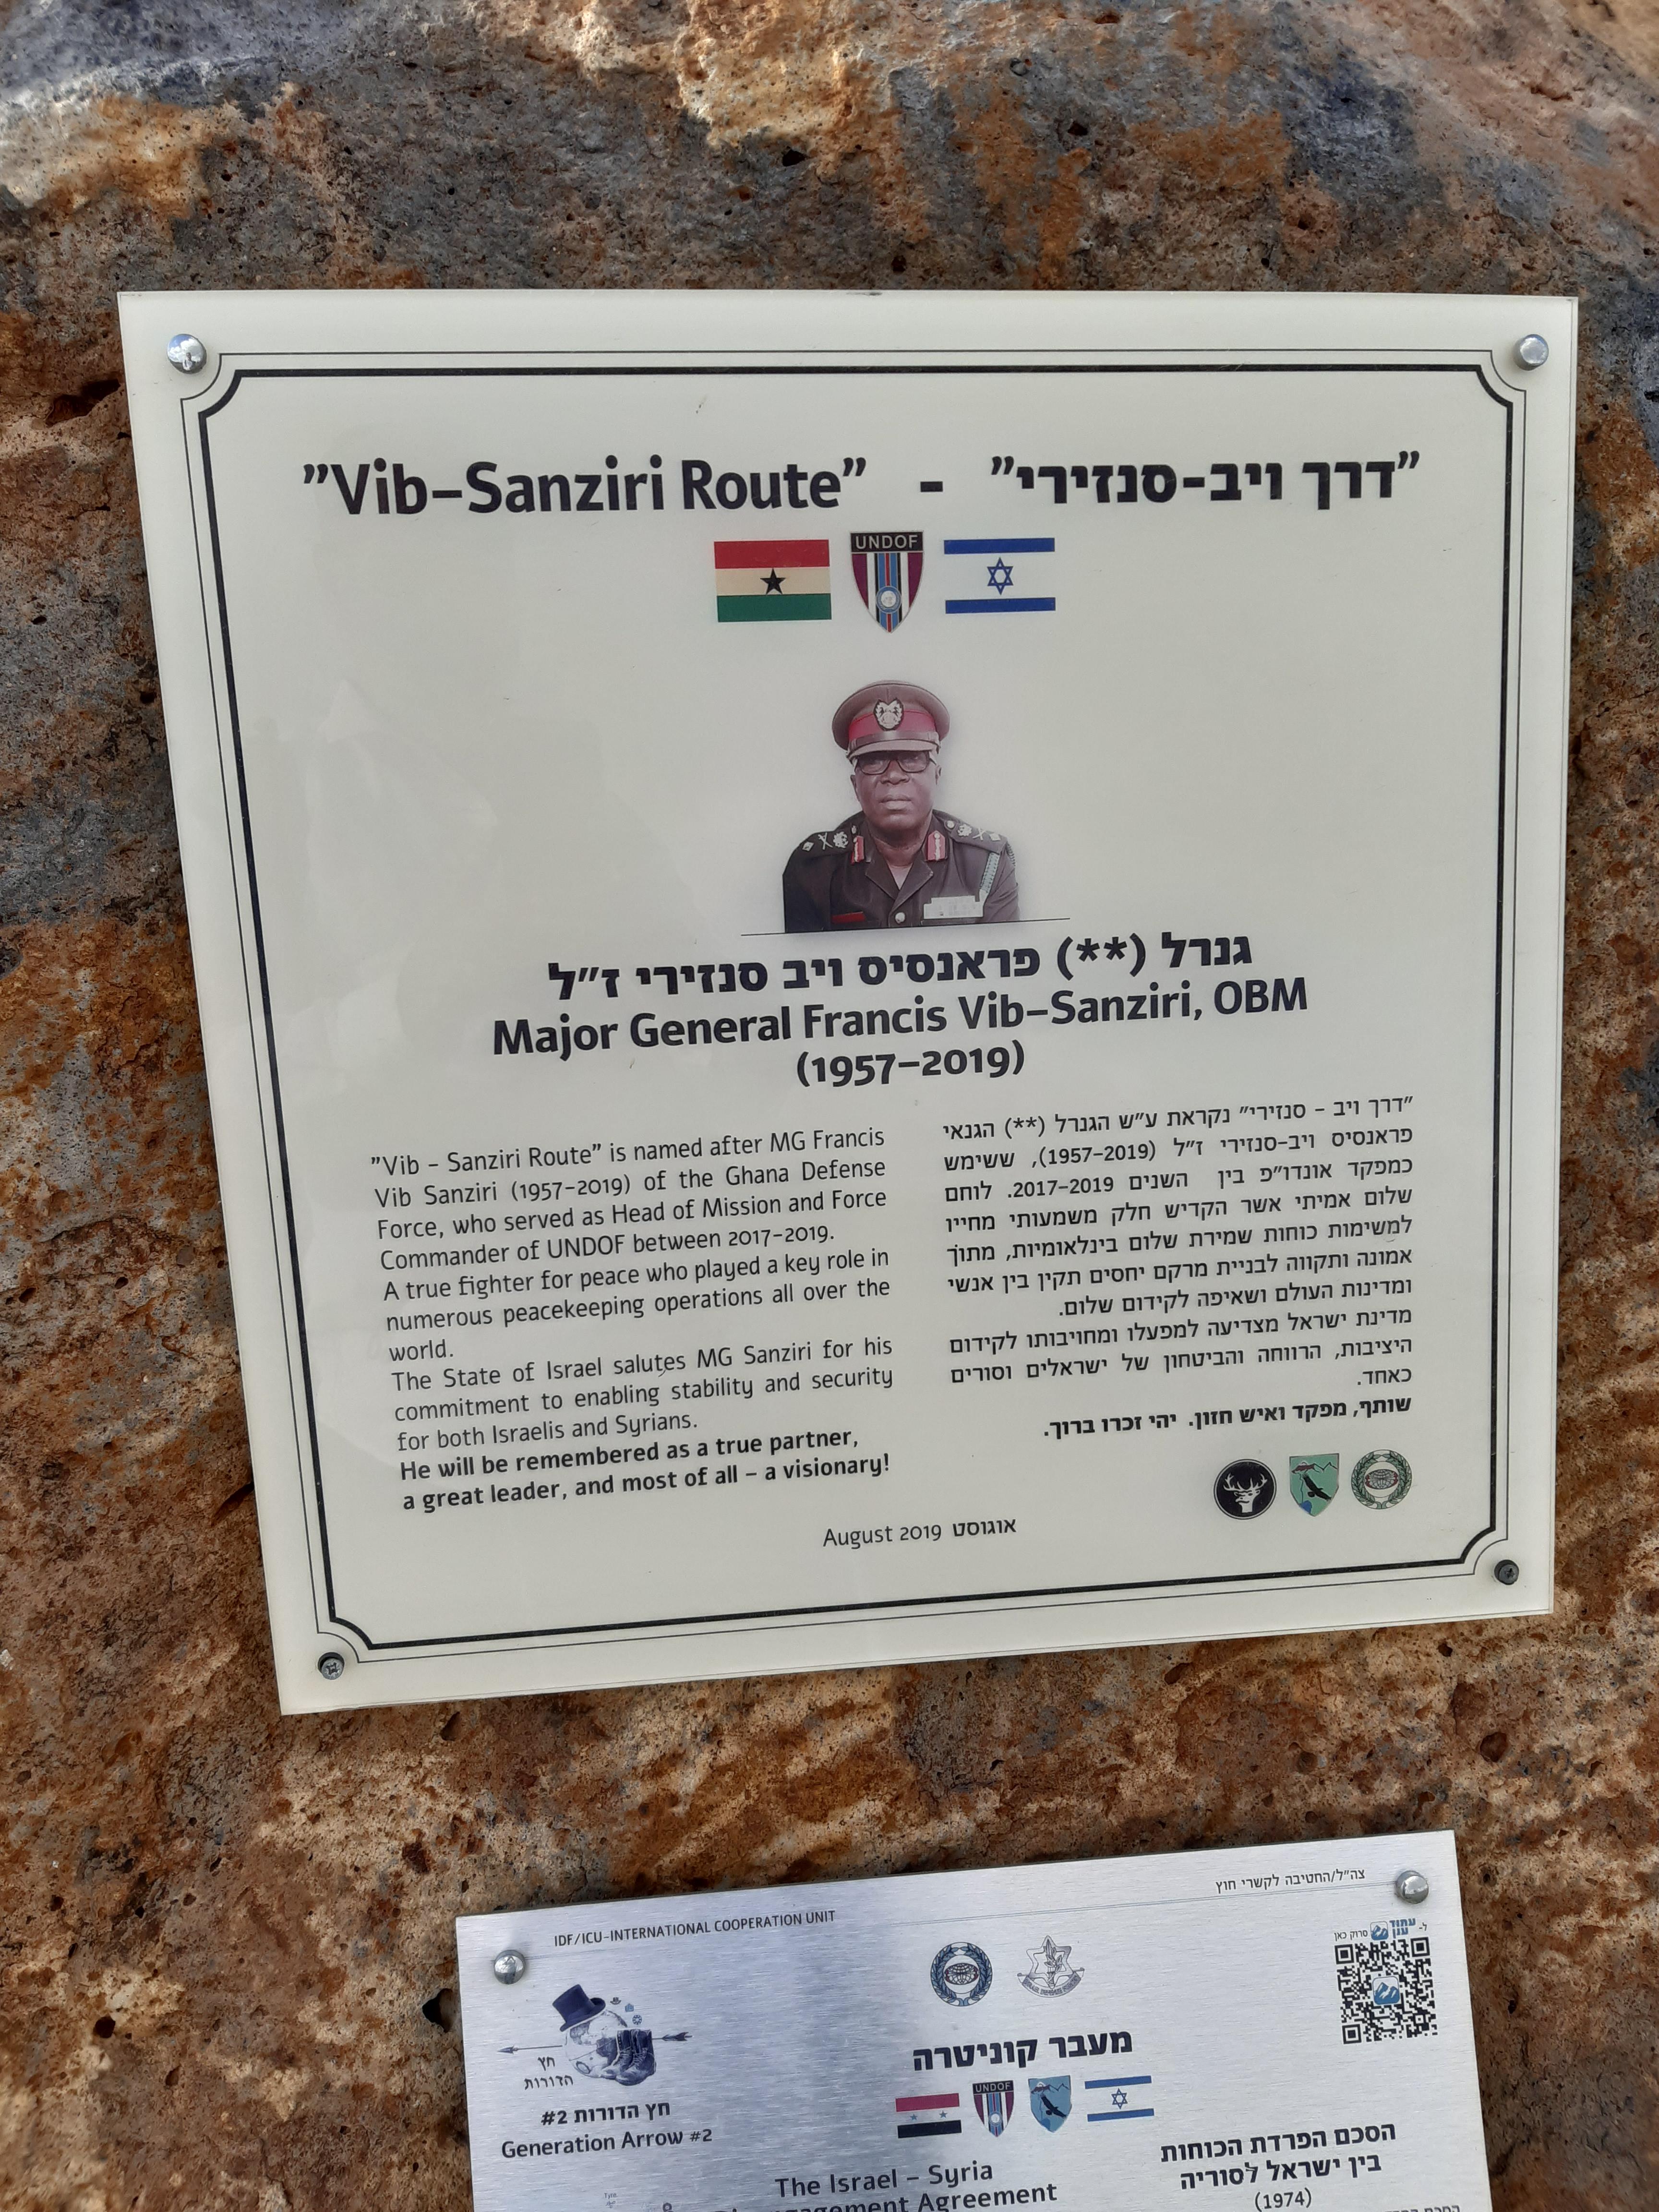 "Vib-Sanziri Route" - "דרך ויב-סנזירי"
UNDOF
גנרל (**) פראנסיס ויב סנזירי ז"ל
Major General Francis Vib-Sanziri, OBM
(1957-2019)
"Vib - Sanziri Route" is named after MG Francis
Vib Sanziri (1957-2019) of the Ghana Defense
Force, who served as Head of Mission and Force
Commander of UNDOF between 2017-2019.
A true fighter for peace who played a key role in
numerous peacekeeping operations all over the
world.
The State of Israel salutes MG Sanziri for his
commitment to enabling stability and security
for both Israelis and Syrians.
He will be remembered as a true partner,
a great leader, and most of all – a visionary!
"דרך ויב - סנזירי" נקראת ע"ש הגנרל (**) הגנאי
פראנסיס ויב-סנזירי ז"ל (1957-2019), ששימש
כמפקד אונדו"פ בין השנים 2017-2019. לוחם
שלום אמיתי אשר הקדיש חלק משמעותי מחייו
למשימות כוחות שמירת שלום בינלאומיות, מתוך
אמונה ותקווה לבניית מרקם יחסים תקין בין אנשי
ומדינות העולם ושאיפה לקידום שלום.
מדינת ישראל מצדיעה למפעלו ומחויבותו לקידום
היציבות, הרווחה והביטחון של ישראלים וסורים
כאחד.
שותף, מפקד ואיש חזון. יהי זכרו ברוך.
August 2019 אוגוסט
IDF/ICU-INTERNATIONAL COOPERATION UNIT
צה"ל/החטיבה לקשרי חוץ
ל- עמוד ענן סרוק כאן
חץ
הדורות
חץ הדורות #2
Generation Arrow #2
מעבר קוניטרה
UNDOF
The Israel – Syria
Agreement
הסכם הפרדת הכוחות
בין ישראל לסוריה
(1974)